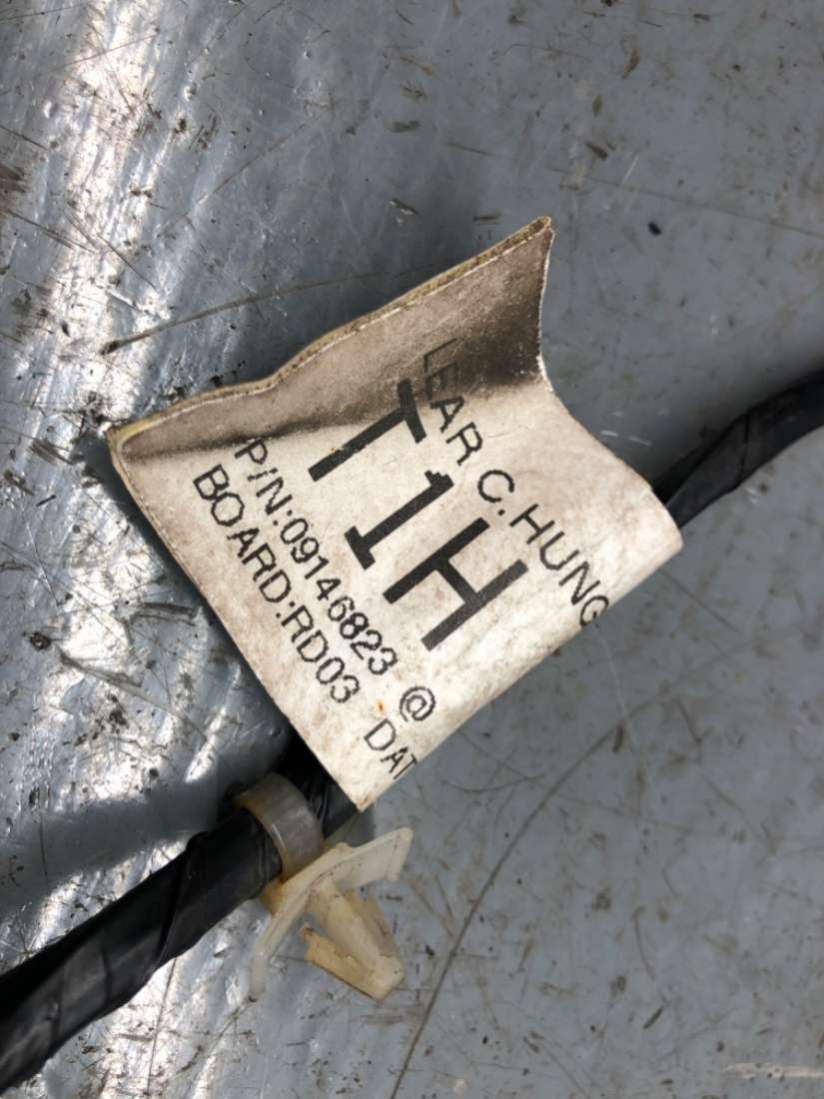 LEAR C. HUNG
T1H
P/N:09146823 @
BOARD:RD03 DAT